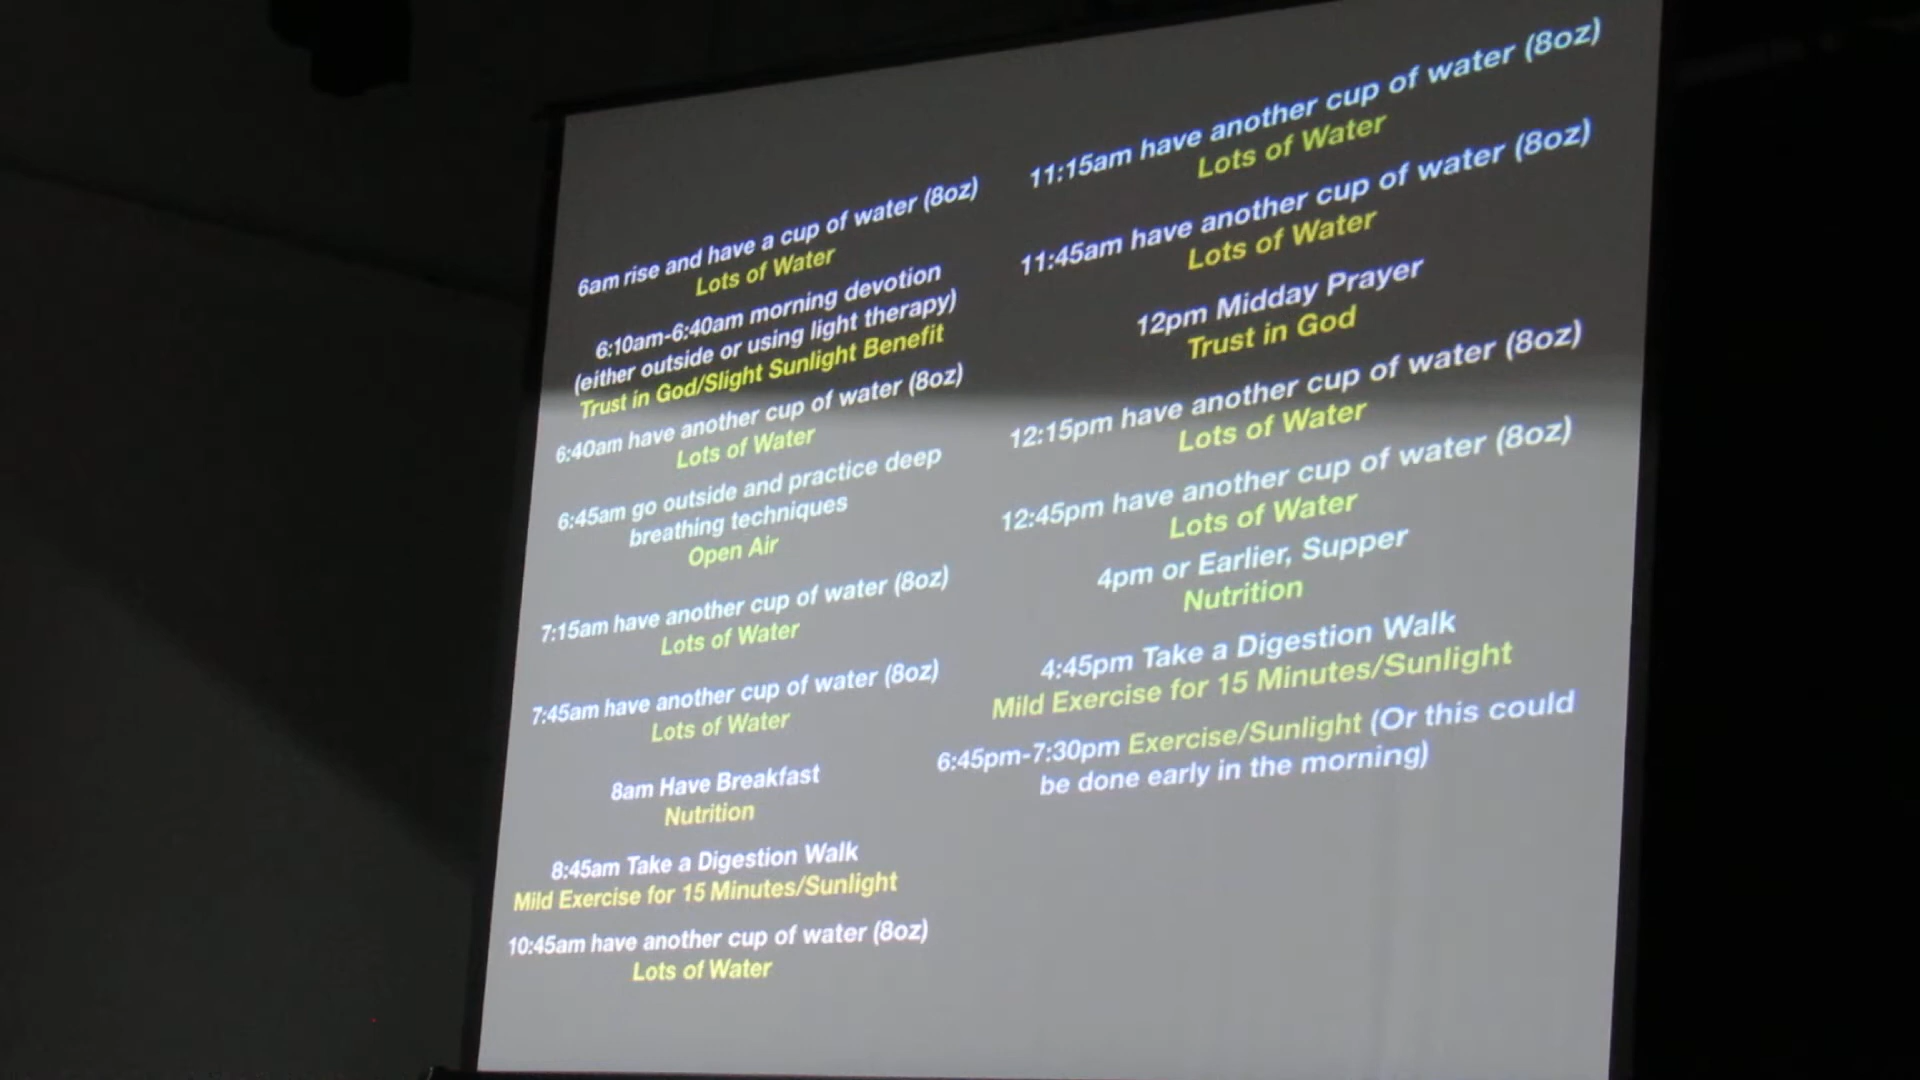 6am rise and have a cup of water (8oz)
Lots of Water
6:10am-6:40am morning devotion
(either outside or using light therapy)
Trust in God/Slight Sunlight Benefit
6:40am have another cup of water (8oz)
Lots of Water
6:45am go outside and practice deep
breathing techniques
Open Air
7:15am have another cup of water (8oz)
Lots of Water
7:45am have another cup of water (8oz)
Lots of Water
8am Have Breakfast
Nutrition
8:45am Take a Digestion Walk
Mild Exercise for 15 Minutes/Sunlight
10:45am have another cup of water (8oz)
Lots of Water
11:15am have another cup of water (8oz)
Lots of Water
11:45am have another cup of water (8oz)
Lots of Water
12pm Midday Prayer
Trust in God
12:15pm have another cup of water (8oz)
Lots of Water
12:45pm have another cup of water (8oz)
Lots of Water
4pm or Earlier, Supper
Nutrition
4:45pm Take a Digestion Walk
Mild Exercise for 15 Minutes/Sunlight
6:45pm-7:30pm Exercise/Sunlight (Or this could
be done early in the morning)